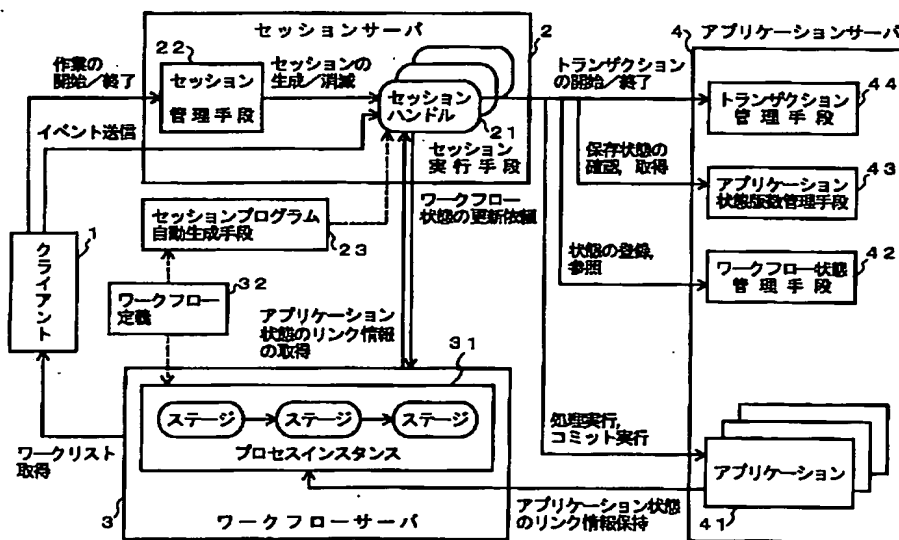 セッションサーバ
2
4
アプリケーションサーバ
作業の
開始/終了
22
セッション
管理手段
セッションの
生成/消滅
セッション
ハンドル
21
セッション
実行手段
トランザクション
の開始/終了
トランザクション
管理手段
44
イベント送信
保存状態の
確認, 取得
アプリケーション
状態版数管理手段
43
ワークフロー
状態の更新依頼
セッションプログラム
自動生成手段
23
1
クライアント
状態の登録,
参照
ワークフロー状態
管理手段
42
ワークフロー
定義
32
アプリケーション
状態のリンク情報
の取得
31
ステージ
ステージ
ステージ
プロセスインスタンス
処理実行,
コミット実行
アプリケーション
41
ワークリスト
取得
3
ワークフローサーバ
アプリケーション状態
のリンク情報保持